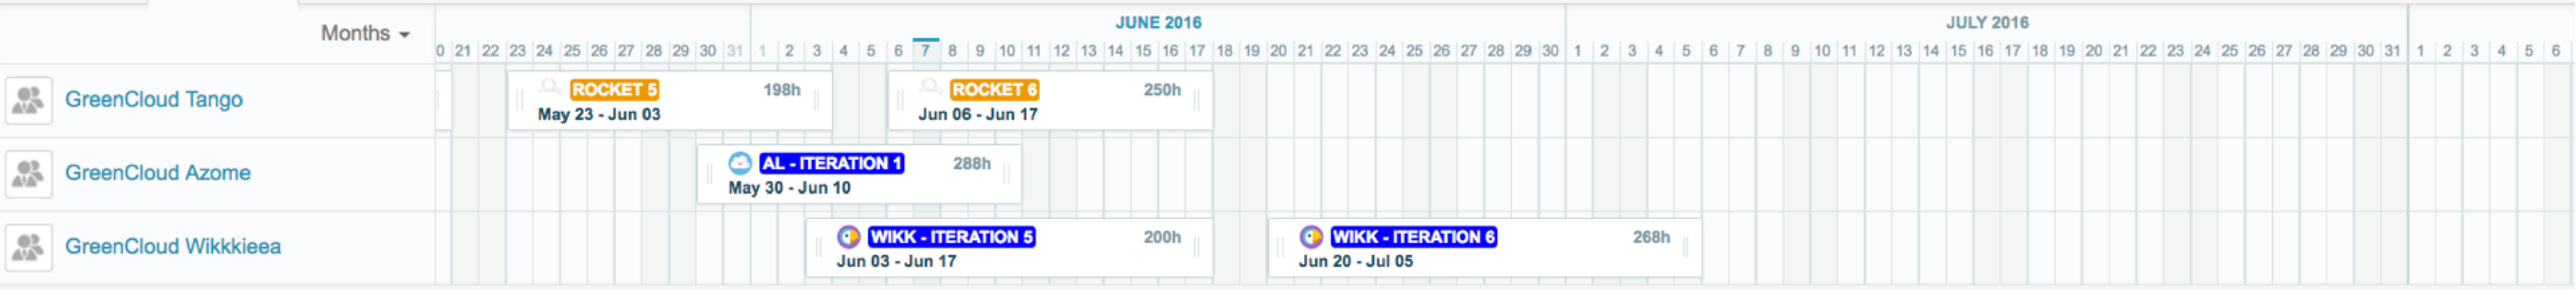 JUNE 2016 JULY 2016
Months
0 21 22 23 24 25 26 27 28 29 30 31 1 2 3 4 5 6 7 8 9 10 11 12 13 14 15 16 17 18 19 20 21 22 23 24 25 26 27 28 29 30 1 2 3 4 5 6 7 8 9 10 11 12 13 14 15 16 17 18 19 20 21 22 23 24 25 26 27 28 29 30 31 1 2 3 4 5 6
GreenCloud Tango
ROCKET 5 198h
May 23 - Jun 03
ROCKET 6 250h
Jun 06 - Jun 17
GreenCloud Azome
AL - ITERATION 1 288h
May 30 - Jun 10
GreenCloud Wikkkieea
WIKK - ITERATION 5 200h
Jun 03 - Jun 17
WIKK - ITERATION 6 268h
Jun 20 - Jul 05